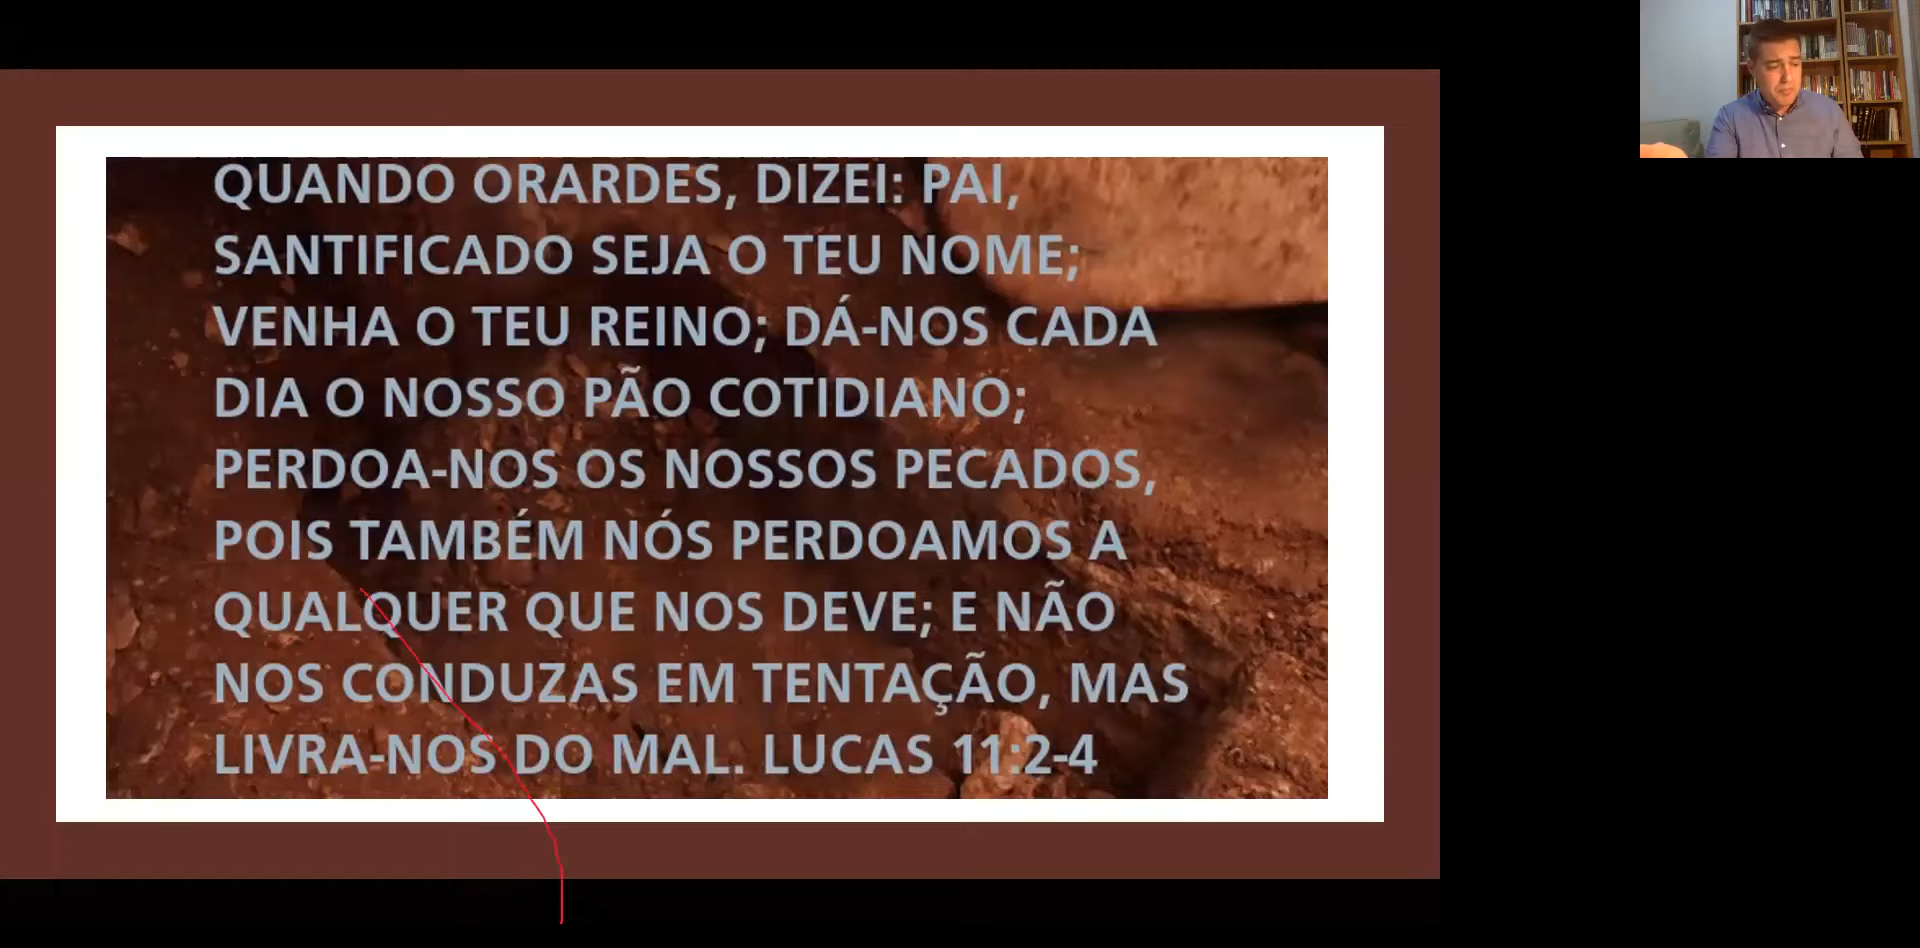 QUANDO ORARDES, DIZEI: PAI,
SANTIFICADO SEJA O TEU NOME;
VENHA O TEU REINO; DÁ-NOS CADA
DIA O NOSSO PÃO COTIDIANO;
PERDOA-NOS OS NOSSOS PECADOS,
POIS TAMBÉM NÓS PERDOAMOS A
QUALQUER QUE NOS DEVE; E NÃO
NOS CONDUZAS EM TENTAÇÃO, MAS
LIVRA-NOS DO MAL. LUCAS 11:2-4